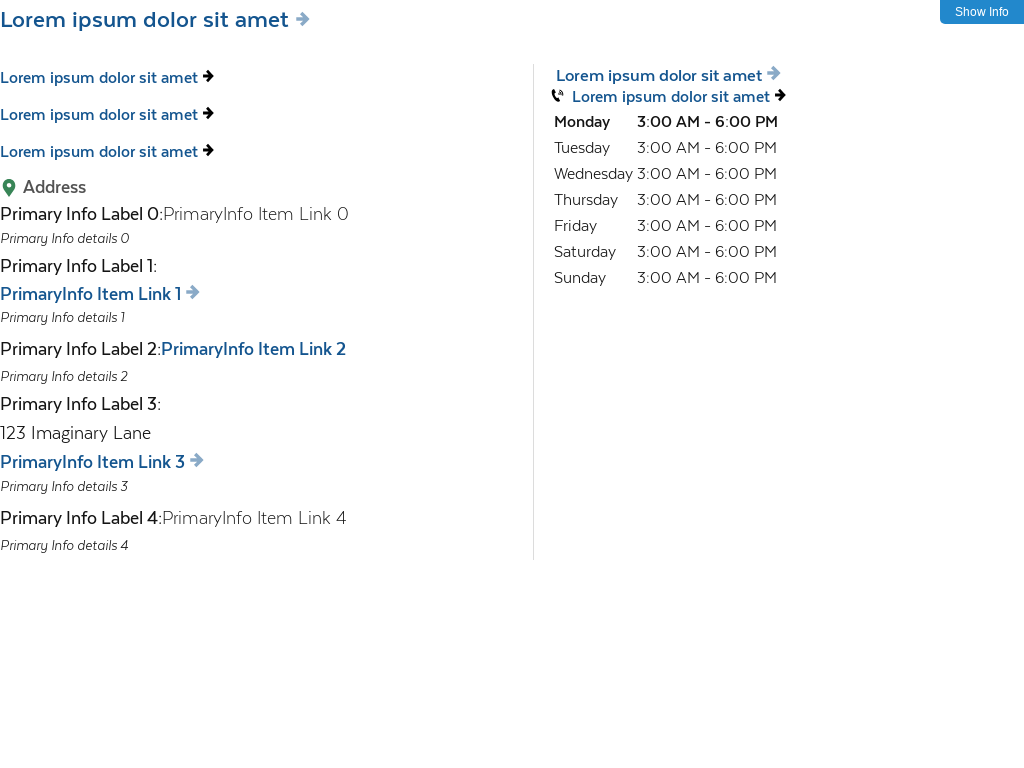 Lorem ipsum dolor sit amet
Show Info
Lorem ipsum dolor sit amet
Lorem ipsum dolor sit amet
Lorem ipsum dolor sit amet
Address
Primary Info Label 0:PrimaryInfo Item Link 0
Primary Info details 0
Primary Info Label 1:
PrimaryInfo Item Link 1
Primary Info details 1
Primary Info Label 2:PrimaryInfo Item Link 2
Primary Info details 2
Primary Info Label 3:
123 Imaginary Lane
PrimaryInfo Item Link 3
Primary Info details 3
Primary Info Label 4:PrimaryInfo Item Link 4
Primary Info details 4
Lorem ipsum dolor sit amet
Lorem ipsum dolor sit amet
Monday 3:00 AM - 6:00 PM
Tuesday 3:00 AM - 6:00 PM
Wednesday 3:00 AM - 6:00 PM
Thursday 3:00 AM - 6:00 PM
Friday 3:00 AM - 6:00 PM
Saturday 3:00 AM - 6:00 PM
Sunday 3:00 AM - 6:00 PM